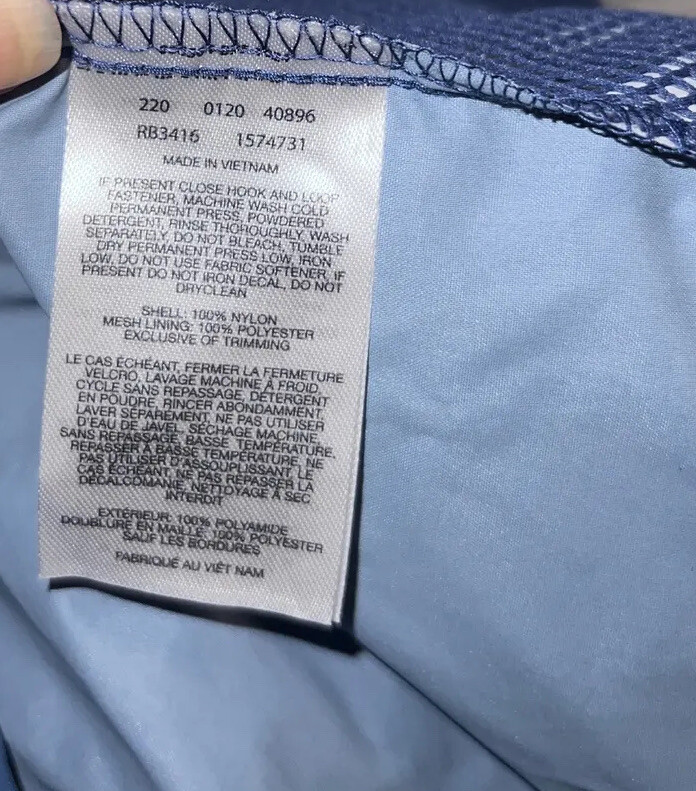 220 0120 40896
RB3416 1574731
MADE IN VIETNAM
IF PRESENT CLOSE HOOK AND LOOP
FASTENER, MACHINE WASH COLD
PERMANENT PRESS, POWDERED
DETERGENT, RINSE THOROUGHLY, WASH
SEPARATELY, DO NOT BLEACH, TUMBLE
DRY PERMANENT PRESS LOW, IRON
LOW, DO NOT USE FABRIC SOFTENER, IF
PRESENT DO NOT IRON DECAL, DO NOT
DRYCLEAN
SHELL: 100% NYLON
MESH LINING: 100% POLYESTER
EXCLUSIVE OF TRIMMING
LE CAS ÉCHÉANT, FERMER LA FERMETURE
VELCRO, LAVAGE MACHINE À FROID,
CYCLE SANS REPASSAGE, DÉTERGENT
EN POUDRE, RINCER ABONDAMMENT,
LAVER SÉPARÉMENT, NE PAS UTILISER
D'EAU DE JAVEL, SÉCHAGE MACHINE,
SANS REPASSAGE, BASSE TEMPÉRATURE,
REPASSER À BASSE TEMPÉRATURE, NE
PAS UTILISER D'ASSOUPLISSANT, LE
CAS ÉCHÉANT, NE PAS REPASSER LA
DÉCALCOMANIE, NETTOYAGE À SEC
INTERDIT
EXTÉRIEUR: 100% POLYAMIDE
DOUBLURE EN MAILLE: 100% POLYESTER
SAUF LES BORDURES
FABRIQUÉ AU VIÊT NAM